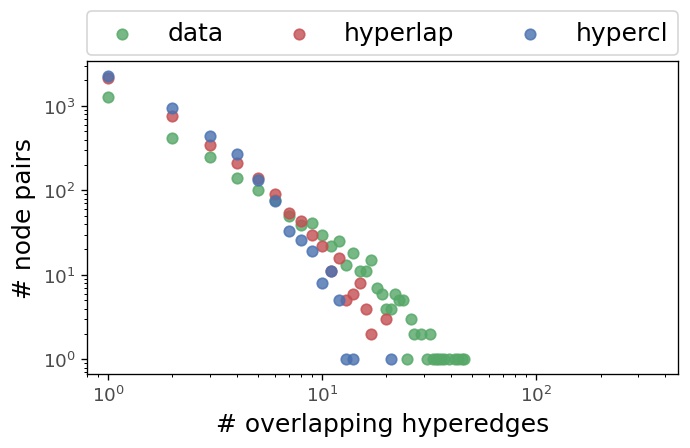 data hyperlap hypercl
# node pairs
10³
10²
10¹
10⁰
10⁰ 10¹ 10²
# overlapping hyperedges